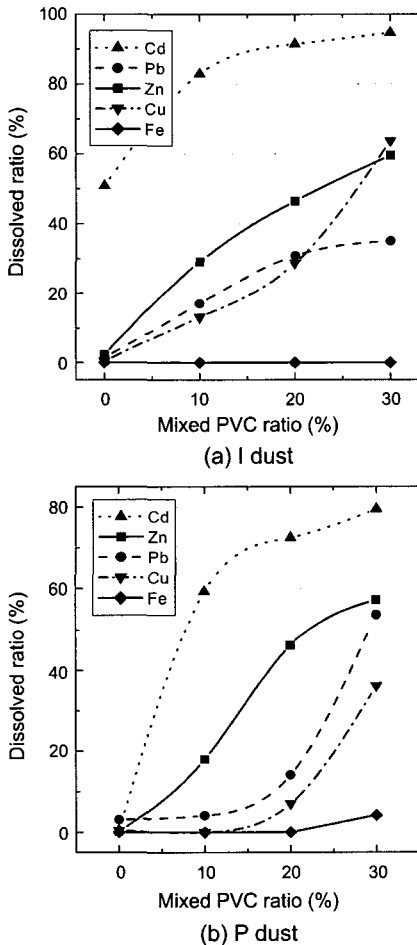 100
80
60
40
20
0
Dissolved ratio (%)
Cd
Pb
Zn
Cu
Fe
0 10 20 30
Mixed PVC ratio (%)
(a) I dust
80
60
40
20
0
Dissolved ratio (%)
Cd
Zn
Pb
Cu
Fe
0 10 20 30
Mixed PVC ratio (%)
(b) P dust